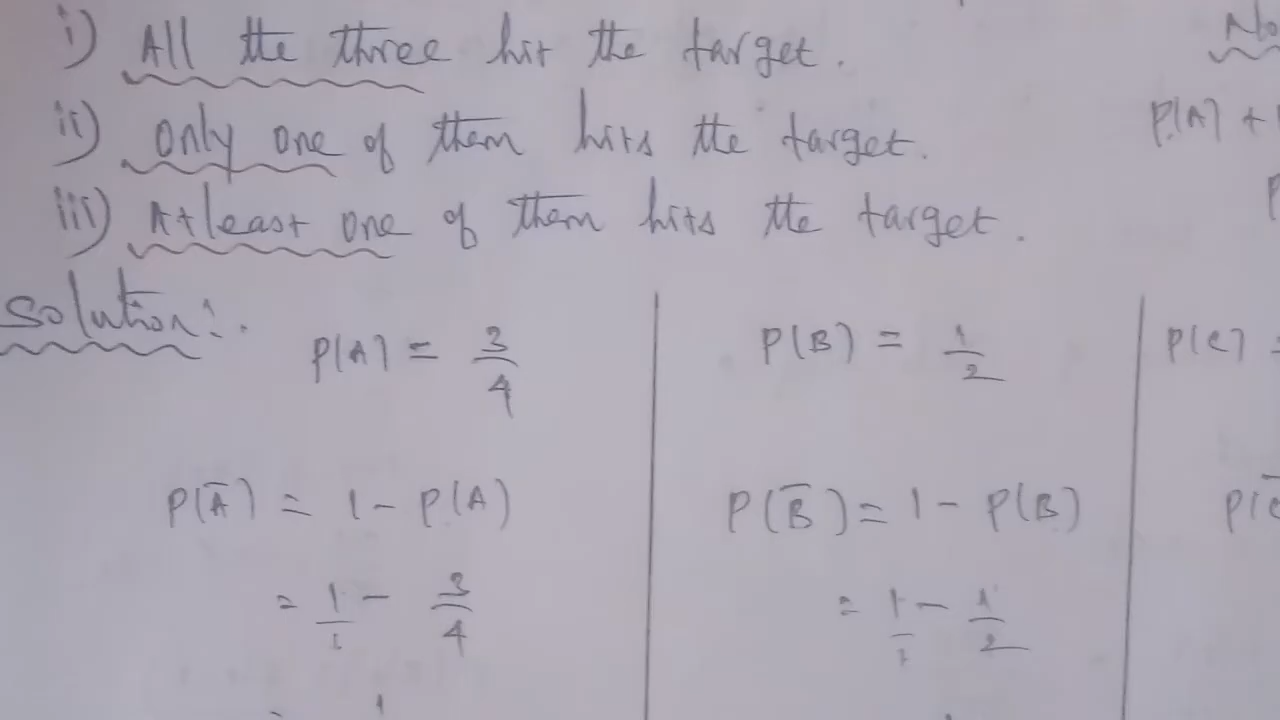 i) All the three hit the target.
ii) Only one of them hits the target.
iii) Atleast one of them hits the target.
P(A) +
Solution:.
P(A) = 3/4
P(B) = 1/2
P(C) =
P(Ā) = 1 - P(A)
= 1/1 - 3/4
P(B̄) = 1 - P(B)
= 1/1 - 1/2